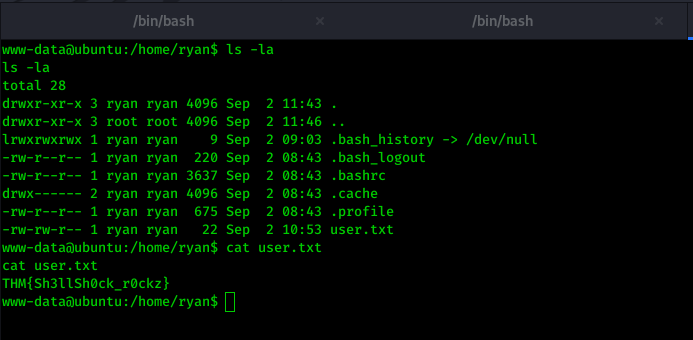 /bin/bash × /bin/bash ×
www-data@ubuntu:/home/ryan$ ls -la
ls -la
total 28
drwxr-xr-x 3 ryan ryan 4096 Sep  2 11:43 .
drwxr-xr-x 3 root root 4096 Sep  2 11:46 ..
lrwxrwxrwx 1 ryan ryan    9 Sep  2 09:03 .bash_history -> /dev/null
-rw-r--r-- 1 ryan ryan  220 Sep  2 08:43 .bash_logout
-rw-r--r-- 1 ryan ryan 3637 Sep  2 08:43 .bashrc
drwx------ 2 ryan ryan 4096 Sep  2 08:43 .cache
-rw-r--r-- 1 ryan ryan  675 Sep  2 08:43 .profile
-rw-rw-r-- 1 ryan ryan   22 Sep  2 10:53 user.txt
www-data@ubuntu:/home/ryan$ cat user.txt
cat user.txt
THM{Sh3llSh0ck_r0ckz}
www-data@ubuntu:/home/ryan$